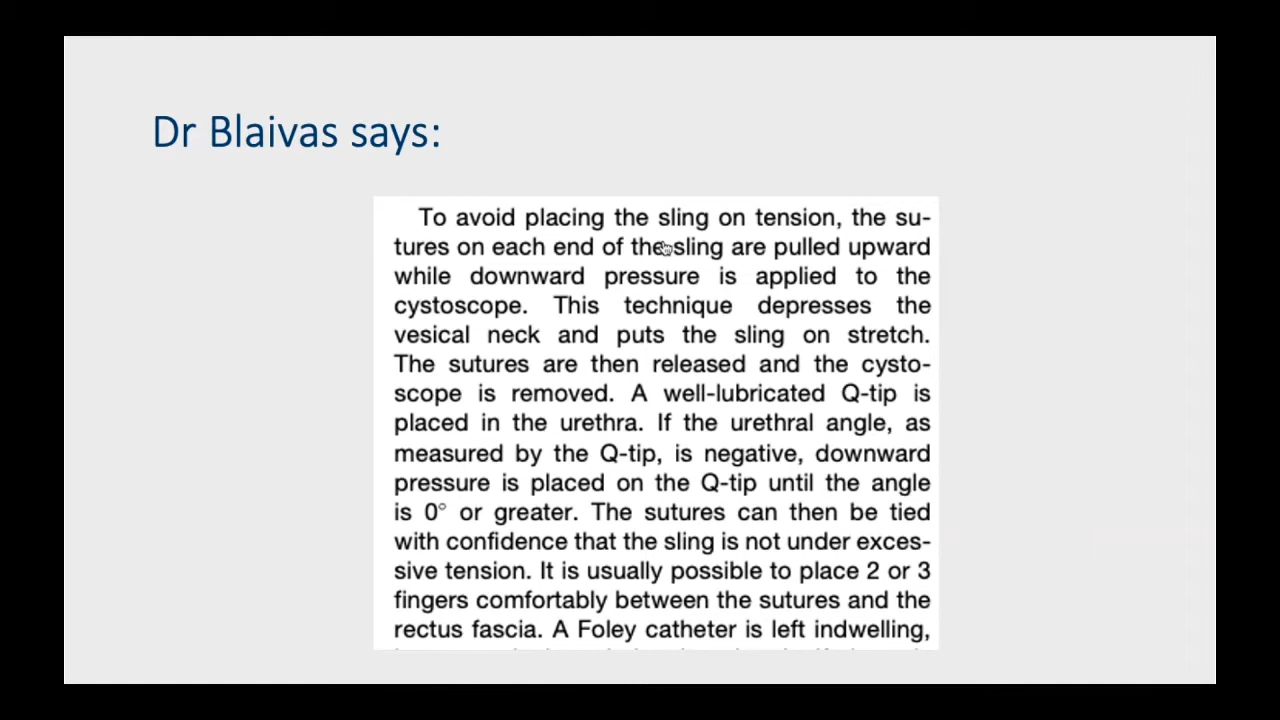 Dr Blaivas says:
To avoid placing the sling on tension, the su-
tures on each end of the sling are pulled upward
while downward pressure is applied to the
cystoscope. This technique depresses the
vesical neck and puts the sling on stretch.
The sutures are then released and the cysto-
scope is removed. A well-lubricated Q-tip is
placed in the urethra. If the urethral angle, as
measured by the Q-tip, is negative, downward
pressure is placed on the Q-tip until the angle
is 0° or greater. The sutures can then be tied
with confidence that the sling is not under exces-
sive tension. It is usually possible to place 2 or 3
fingers comfortably between the sutures and the
rectus fascia. A Foley catheter is left indwelling,